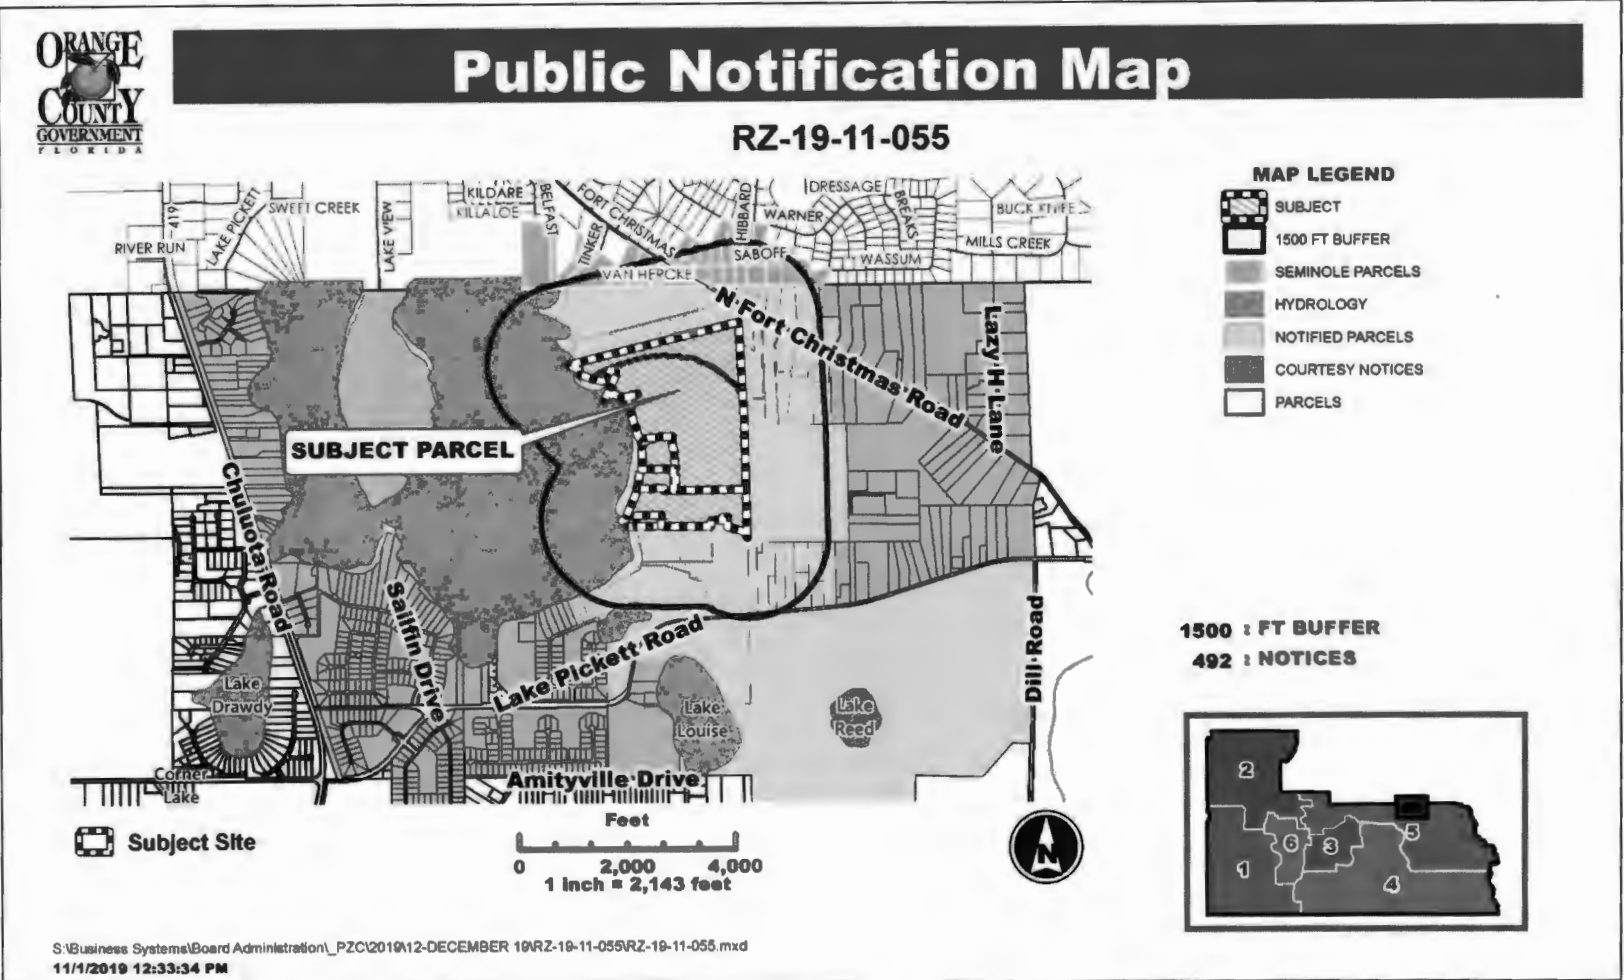 ORANGE
COUNTY
GOVERNMENT
FLORIDA
Public Notification Map
RZ-19-11-055
MAP LEGEND
SUBJECT
1500 FT BUFFER
SEMINOLE PARCELS
HYDROLOGY
NOTIFIED PARCELS
COURTESY NOTICES
PARCELS
419
LAKE PICKETT
SWEET CREEK
RIVER RUN
LAKE VIEW
KILDARE
KILLALOE
BELFAST
TINKER
FORT CHRISTMAS
VAN HERCKE
HIBBARD
SABOFF
WARNER
DRESSAGE
BREAKS
WASSUM
BUCK KNIFE
MILLS CREEK
N Fort Christmas Road
Lazy H Lane
SUBJECT PARCEL
Chuluota Road
Sailfin Drive
Lake Pickett Road
Dill Road
Lake
Drawdy
Lake
Louise
Lake
Reed
Corner
Lake
Amityville Drive
1500 : FT BUFFER
492 : NOTICES
Subject Site
Feet
0 2,000 4,000
1 inch = 2,143 feet
N
2
1
6
3
5
4
S:\Business Systems\Board Administration\_PZC\2019\12-DECEMBER 19\RZ-19-11-055\RZ-19-11-055.mxd
11/1/2019 12:33:34 PM